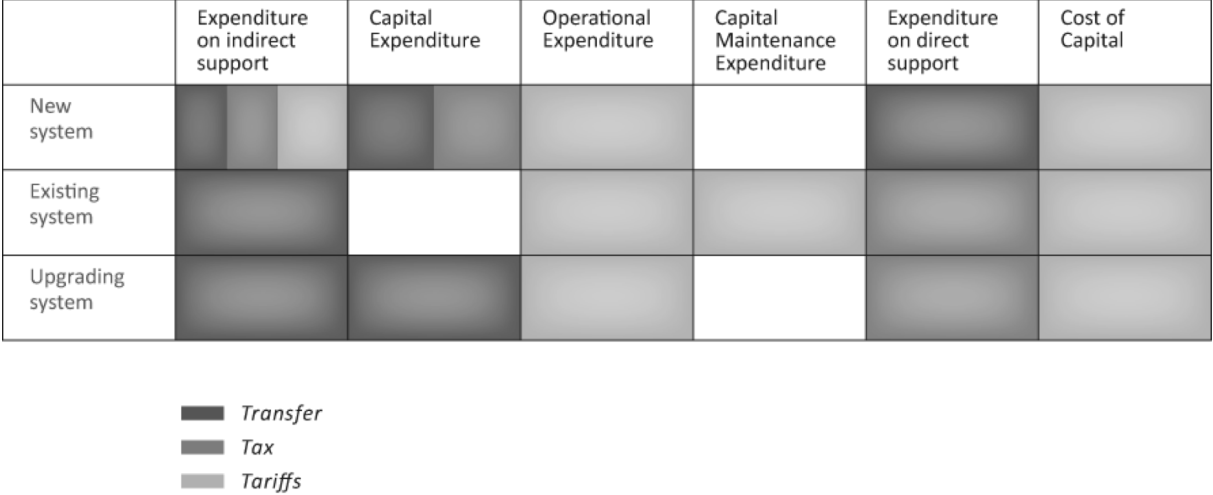 Expenditure
on indirect
support
Capital
Expenditure
Operational
Expenditure
Capital
Maintenance
Expenditure
Expenditure
on direct
support
Cost of
Capital
New
system
Existing
system
Upgrading
system
Transfer
Tax
Tariffs